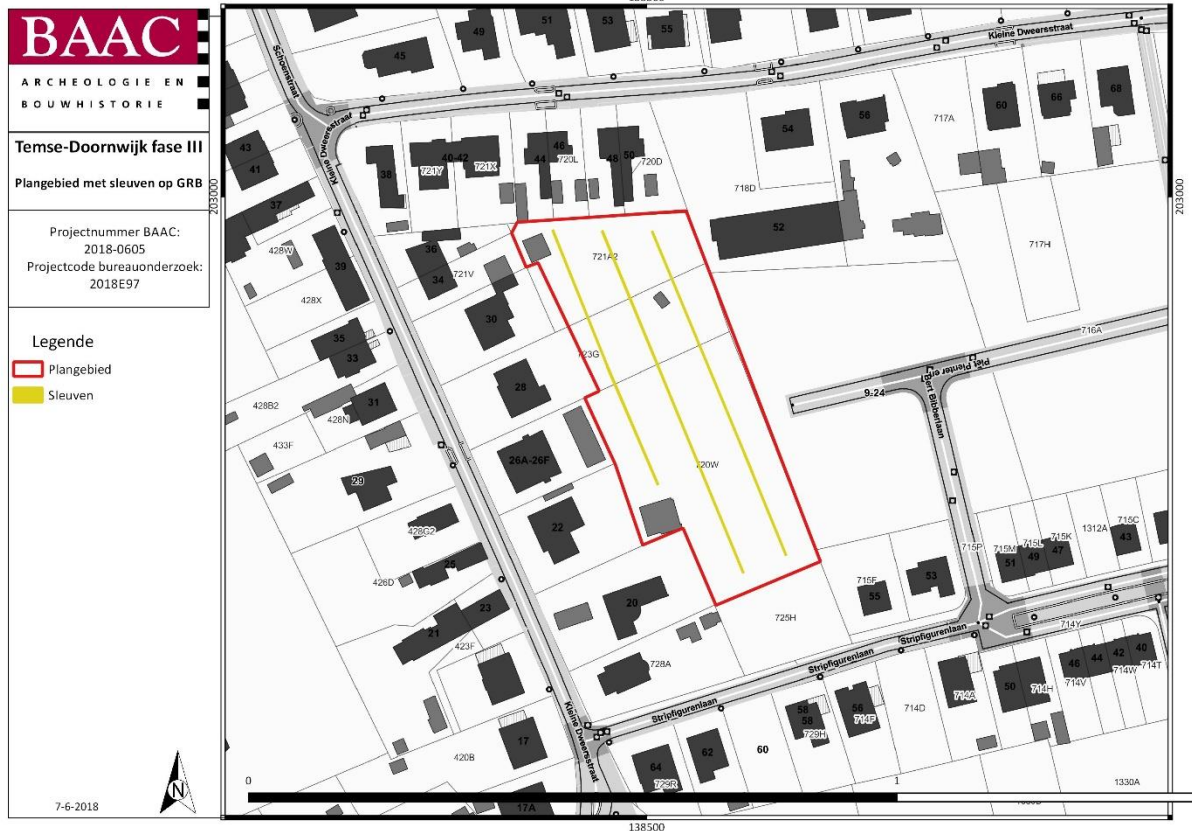 BAAC
ARCHEOLOGIE EN
BOUWHISTORIE
Temse-Doornwijk fase III
Plangebied met sleuven op GRB
Projectnummer BAAC:
2018-0605
Projectcode bureauonderzoek:
2018E97
Legende
Plangebied
Sleuven
7-6-2018
N
203000
203000
138500
0
1
Schoenstraat
Kleine Dweersstraat
Kleine Dweersstraat
Kleine Dweersstraat
Piet Pienter en
Bert Bibberlaan
Stripfigurenlaan
Stripfigurenlaan
Stripfigurenlaan
45
49
51
53
55
43
41
37
428W
39
428X
35
33
31
428B2
428N
433F
29
428G2
426D
25
23
21
423F
420B
17
17A
38
721Y
40-42
721X
44
46
720L
48
50
720D
36
34
721V
30
28
26A-26F
22
20
728A
721A2
723G
720W
725H
54
56
718D
52
717A
60
66
68
717H
716A
9-24
715P
715F
55
53
715M
51
715L
49
715K
47
1312A
715C
43
714Y
46
44
42
40
714V
714W
714T
714A
50
714H
714D
56
714F
58
58
729H
60
62
64
729R
1330A